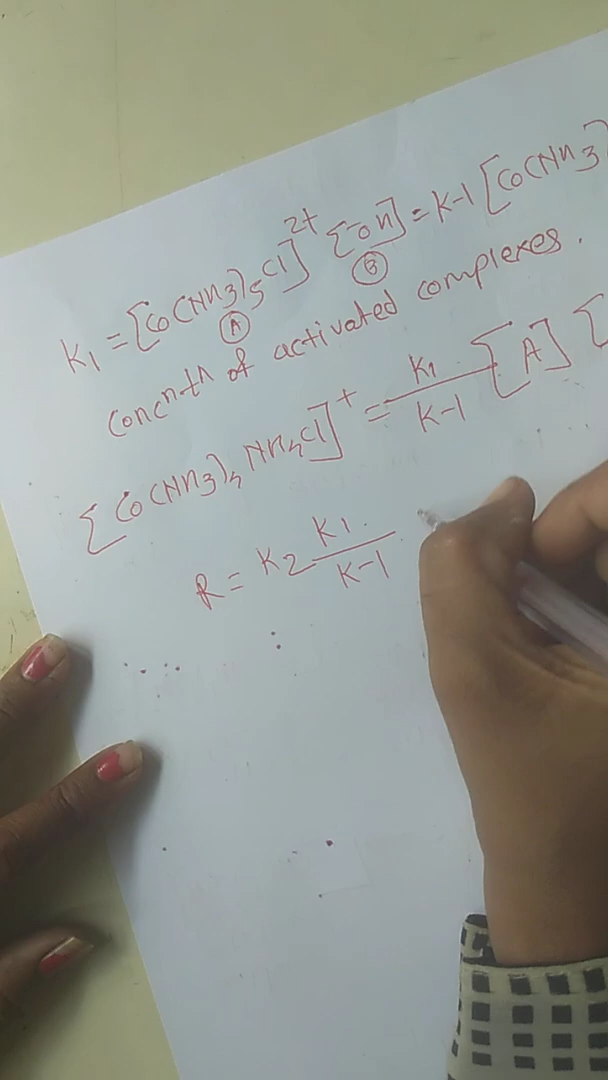 K1 = [Co(NH3)5Cl]2+ [OH] = K-1 [Co(NH3)
A B
concntn of activated complexes.
[Co(NH3)4 NH2Cl]+ = K1/K-1 [A] [
R = K2 K1/K-1